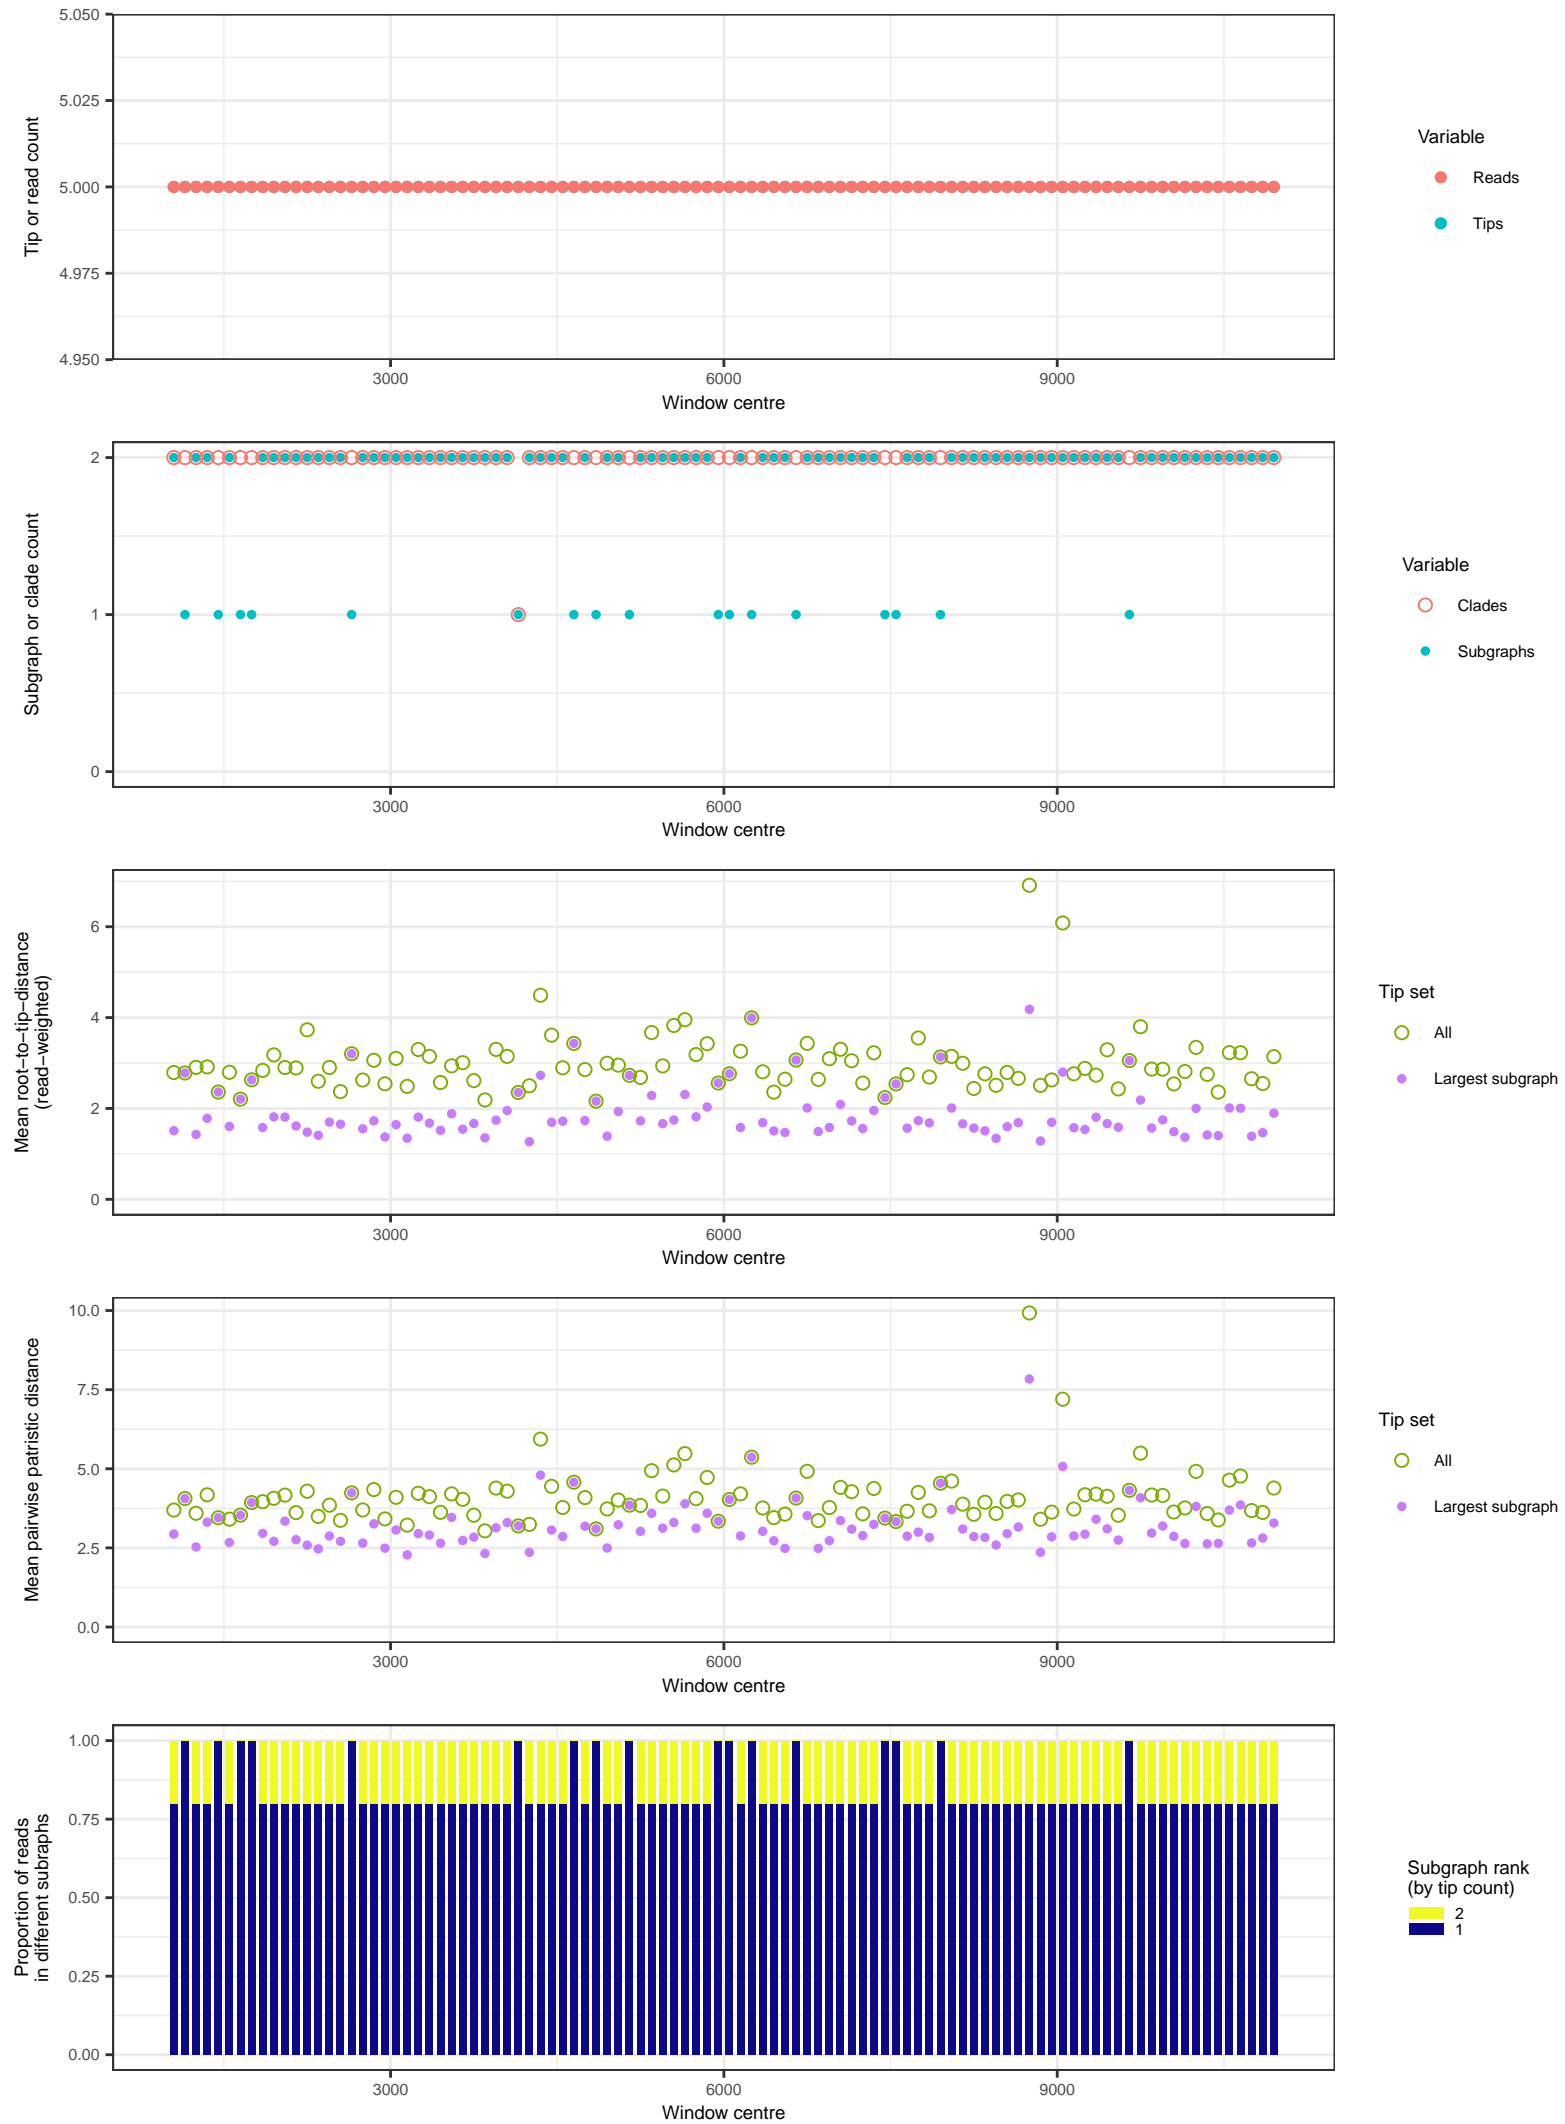 5.050
5.025
5.000
4.975
4.950
Tip or read count
3000 6000 9000
Window centre
Variable
Reads
Tips
2
1
0
Subgraph or clade count
3000 6000 9000
Window centre
Variable
Clades
Subgraphs
6
4
2
0
Mean root−to−tip−distance
(read−weighted)
3000 6000 9000
Window centre
Tip set
All
Largest subgraph
10.0
7.5
5.0
2.5
0.0
Mean pairwise patristic distance
3000 6000 9000
Window centre
Tip set
All
Largest subgraph
1.00
0.75
0.50
0.25
0.00
Proportion of reads
in different subraphs
3000 6000 9000
Window centre
Subgraph rank
(by tip count)
2
1